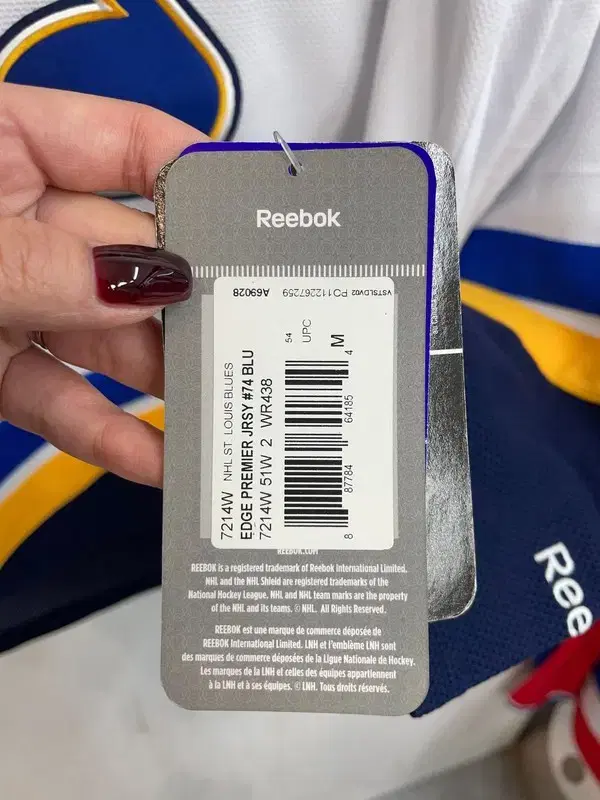 Reebok
A69028 PO112267259 VSTSLDV02
7214W NHL ST LOUIS BLUES
EDGE PREMIER JRSY #74 BLU
7214W 51W 2 WR438
54
UPC
M
8 87784 64185 4
REEBOK.COM
REEBOK is a registered trademark of Reebok International Limited.
NHL and the NHL Shield are registered trademarks of the
National Hockey League. NHL and NHL team marks are the property
of the NHL and its teams. © NHL. All Rights Reserved.
REEBOK est une marque de commerce déposée de
REEBOK International Limited. LNH et l'emblème LNH sont
des marques de commerce déposées de la Ligue Nationale de Hockey.
Les marques de la LNH et celles des équipes appartiennent
à la LNH et à ses équipes. © LNH. Tous droits réservés.
Ree